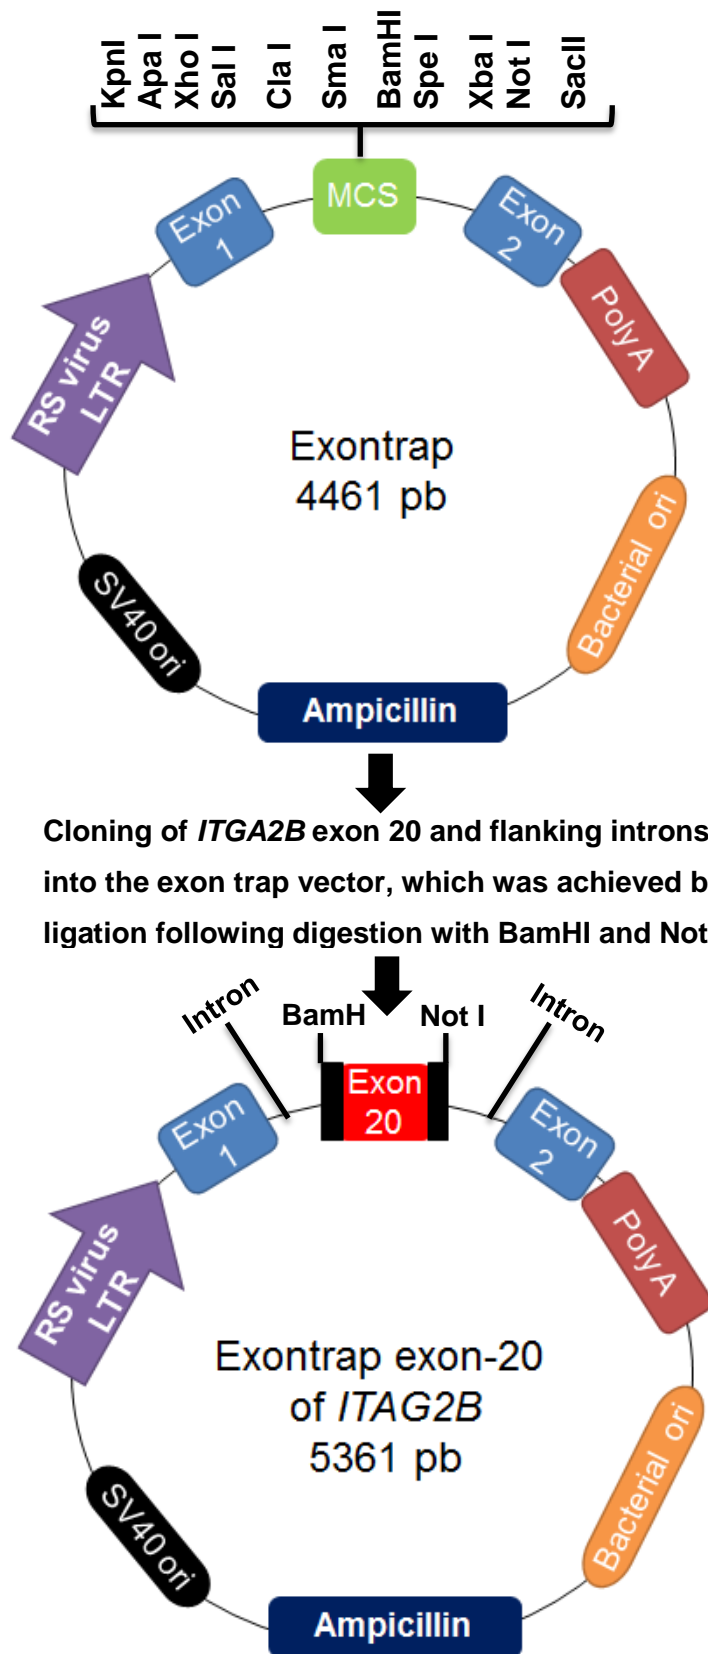 KpnI
Apa I
Xho I
Sal I
Cla I
Sma I
BamHI
Spe I
Xba I
Not I
SacII
MCS
Exon
1
Exon
2
Poly A
RS virus
LTR
Exontrap
4461 pb
SV40 ori
Bacterial ori
Ampicillin
Cloning of ITGA2B exon 20 and flanking introns
into the exon trap vector, which was achieved b
ligation following digestion with BamHI and Not
Intron
BamH
Not I
Intron
Exon
1
Exon
20
Exon
2
Poly A
RS virus
LTR
Exontrap exon-20
of ITAG2B
5361 pb
SV40 ori
Bacterial ori
Ampicillin